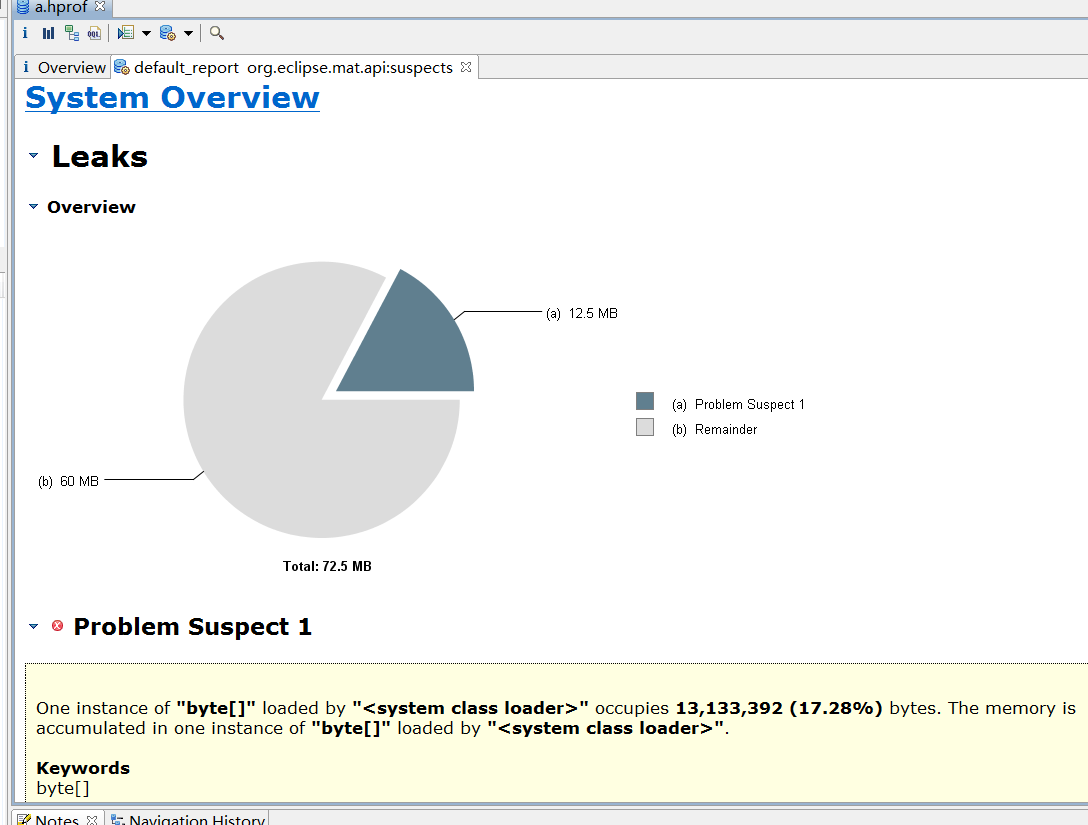 a.hprof
i OQL
i Overview default_report org.eclipse.mat.api:suspects
System Overview
Leaks
Overview
(a) 12.5 MB
(a) Problem Suspect 1
(b) Remainder
(b) 60 MB
Total: 72.5 MB
Problem Suspect 1
One instance of "byte[]" loaded by "<system class loader>" occupies 13,133,392 (17.28%) bytes. The memory is
accumulated in one instance of "byte[]" loaded by "<system class loader>".
Keywords
byte[]
Notes Navigation History